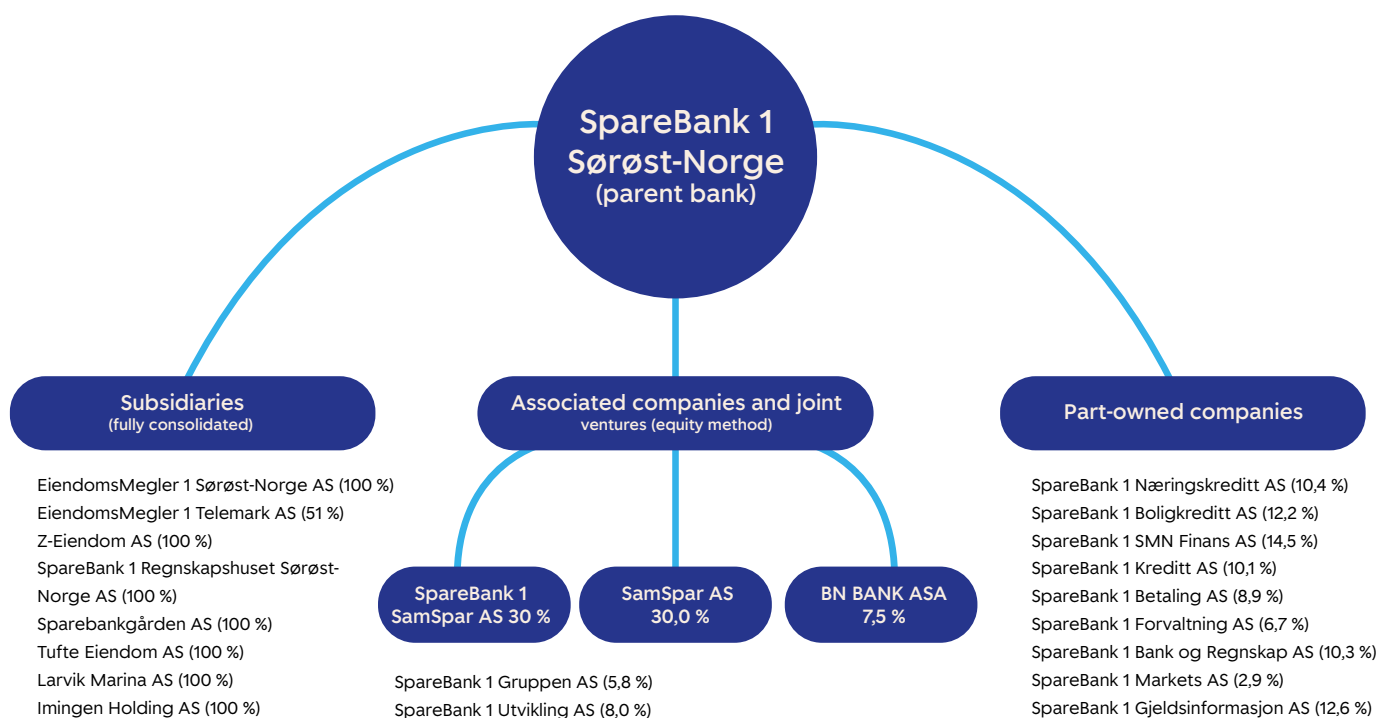 SpareBank 1
Sørøst-Norge
(parent bank)
Subsidiaries
(fully consolidated)
EiendomsMegler 1 Sørøst-Norge AS (100 %)
EiendomsMegler 1 Telemark AS (51 %)
Z-Eiendom AS (100 %)
SpareBank 1 Regnskapshuset Sørøst-
Norge AS (100 %)
Sparebankgården AS (100 %)
Tufte Eiendom AS (100 %)
Larvik Marina AS (100 %)
Imingen Holding AS (100 %)
Associated companies and joint
ventures (equity method)
SpareBank 1
SamSpar AS 30 %
SamSpar AS
30,0 %
BN BANK ASA
7,5 %
SpareBank 1 Gruppen AS (5,8 %)
SpareBank 1 Utvikling AS (8,0 %)
Part-owned companies
SpareBank 1 Næringskreditt AS (10,4 %)
SpareBank 1 Boligkreditt AS (12,2 %)
SpareBank 1 SMN Finans AS (14,5 %)
SpareBank 1 Kreditt AS (10,1 %)
SpareBank 1 Betaling AS (8,9 %)
SpareBank 1 Forvaltning AS (6,7 %)
SpareBank 1 Bank og Regnskap AS (10,3 %)
SpareBank 1 Markets AS (2,9 %)
SpareBank 1 Gjeldsinformasjon AS (12,6 %)